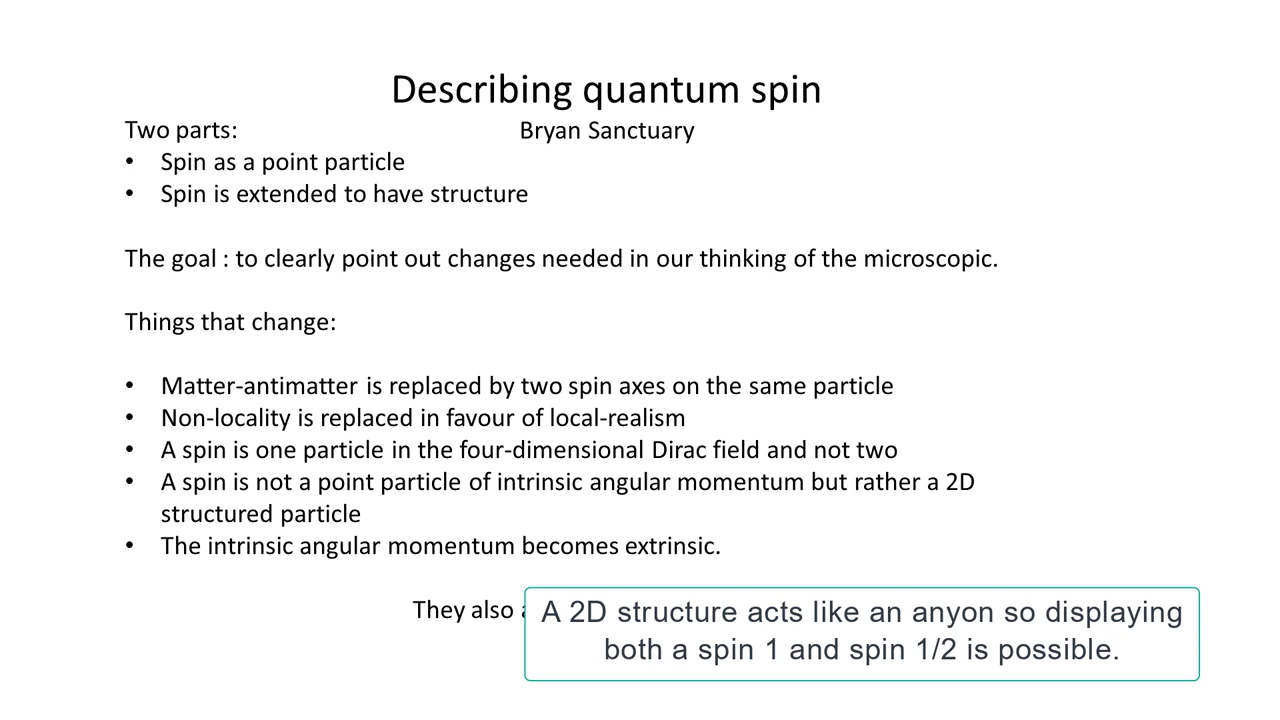 Describing quantum spin
Two parts:
Bryan Sanctuary
• Spin as a point particle
• Spin is extended to have structure
The goal : to clearly point out changes needed in our thinking of the microscopic.
Things that change:
• Matter-antimatter is replaced by two spin axes on the same particle
• Non-locality is replaced in favour of local-realism
• A spin is one particle in the four-dimensional Dirac field and not two
• A spin is not a point particle of intrinsic angular momentum but rather a 2D
structured particle
• The intrinsic angular momentum becomes extrinsic.
They also
A 2D structure acts like an anyon so displaying
both a spin 1 and spin 1/2 is possible.